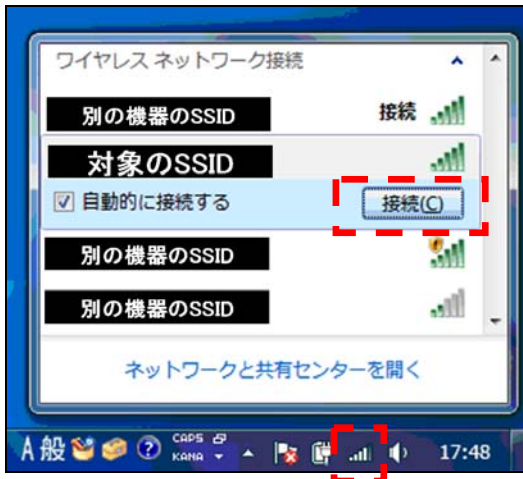 ワイヤレス ネットワーク接続
別の機器のSSID 接続
対象のSSID
自動的に接続する 接続(C)
別の機器のSSID
別の機器のSSID
ネットワークと共有センターを開く
A 般 CAPS KANA 17:48